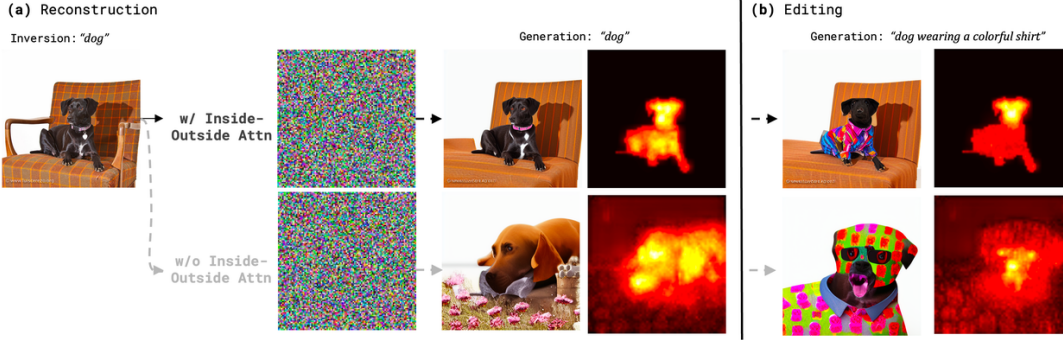 (a) Reconstruction
(b) Editing
Inversion: "dog"
Generation: "dog"
Generation: "dog wearing a colorful shirt"
w/ Inside-
Outside Attn
w/o Inside-
Outside Attn